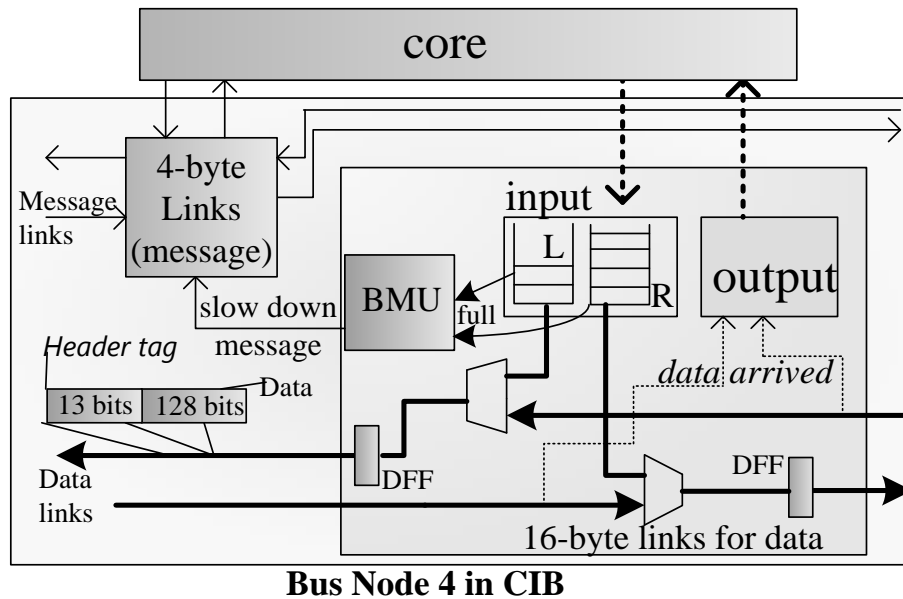 core
4-byte
Links
(message)
Message
links
input
L
R
output
BMU
full
slow down
message
Header tag
Data
13 bits
128 bits
data arrived
DFF
DFF
Data
links
16-byte links for data
Bus Node 4 in CIB